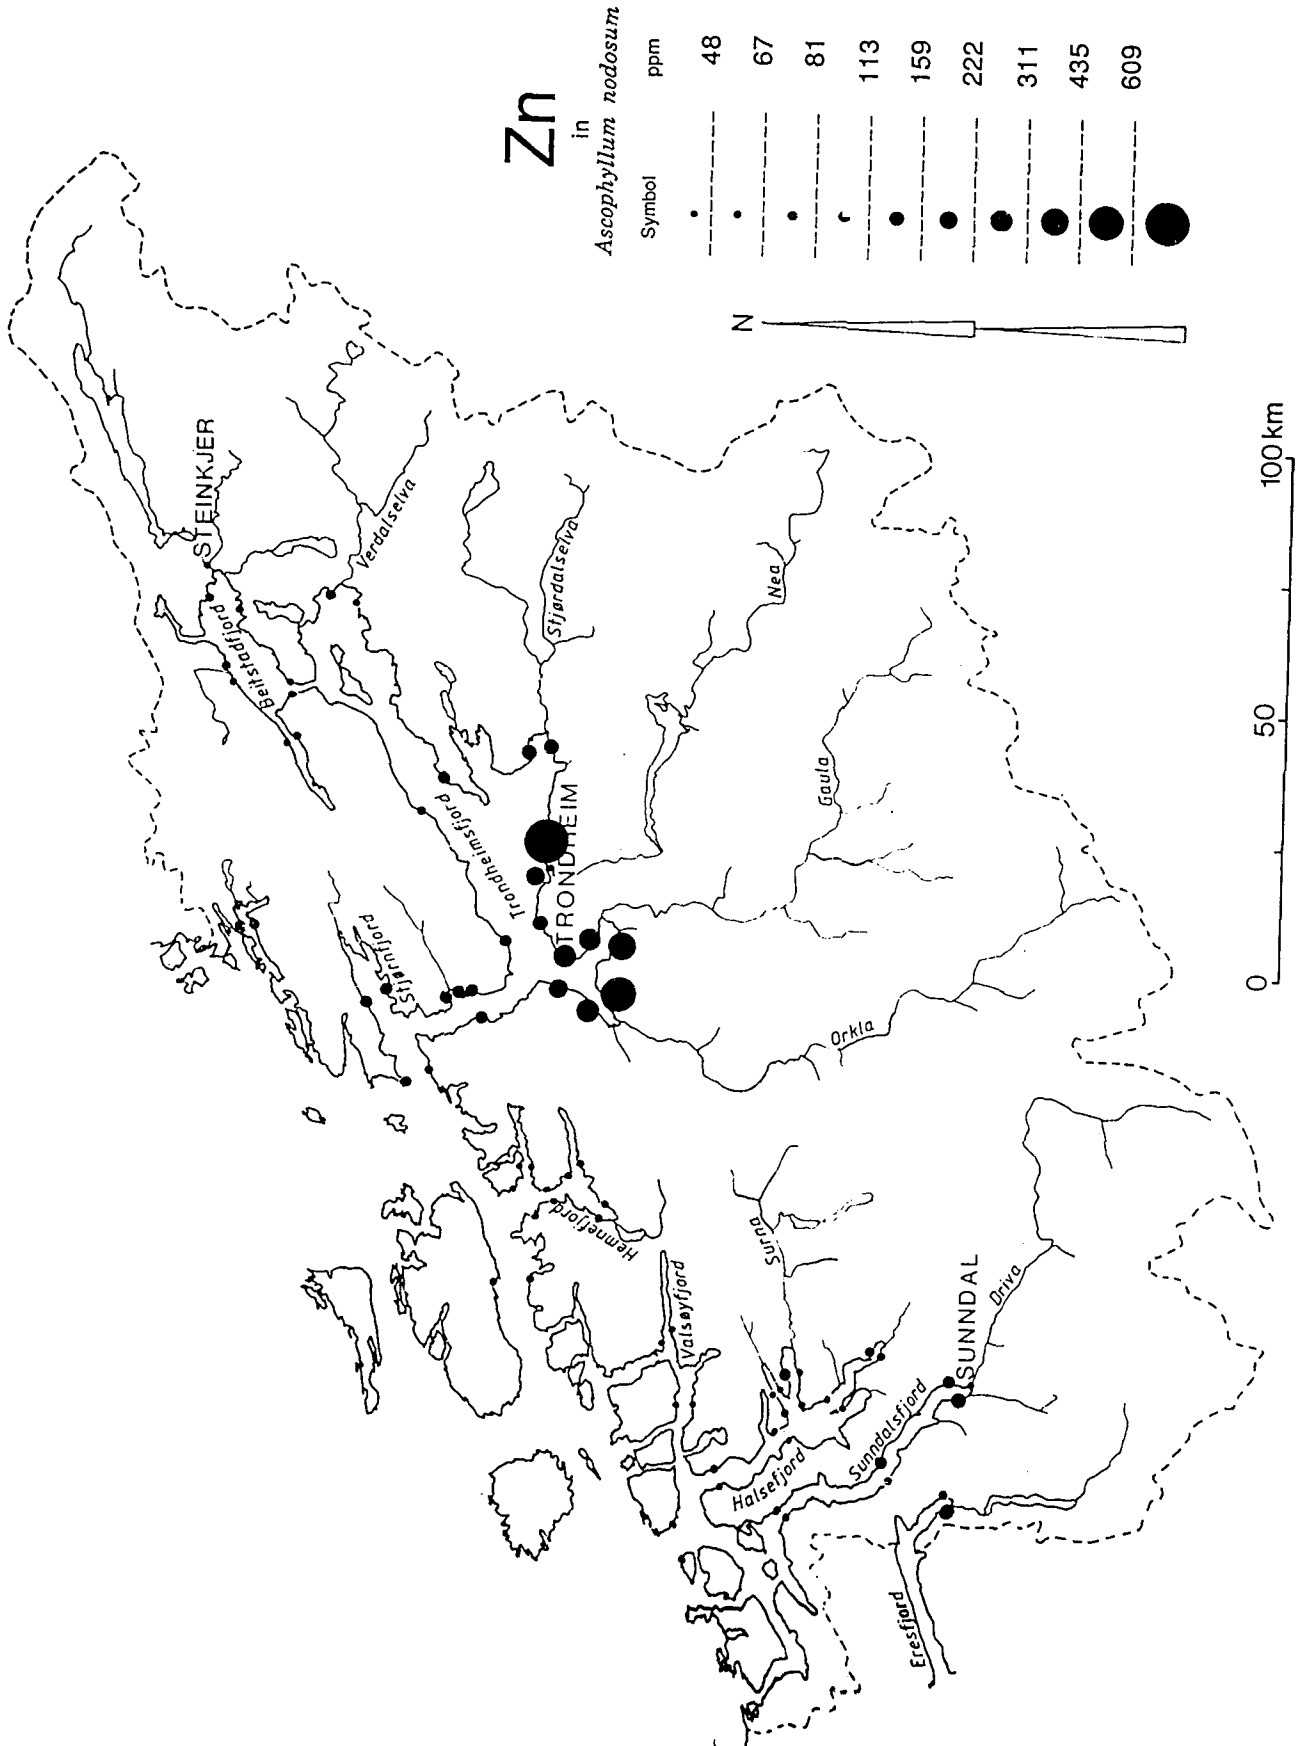 Zn
in
Ascophyllum nodosum
Symbol ppm
48
67
81
113
159
222
311
435
609
N
STEINKJER
Beitstadfjord
Verdalselva
Stjørdalselva
Trondheimsfjord
TRONDHEIM
Stjørnfjord
Nea
Gaula
Orkla
Hemnefjord
Valsøyfjord
Surna
Halsefjord
Sunndalsfjord
SUNNDAL
Driva
Eresfjord
0 50 100 km